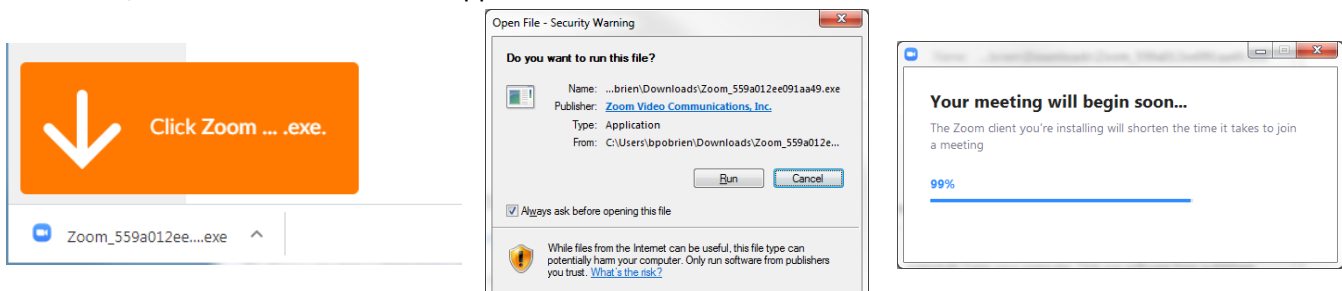 Click Zoom ... .exe.
Zoom_559a012ee....exe
Open File - Security Warning
Do you want to run this file?
Name: ...brien\Downloads\Zoom_559a012ee091aa49.exe
Publisher: Zoom Video Communications, Inc.
Type: Application
From: C:\Users\bpobrien\Downloads\Zoom_559a012e...
Run
Cancel
Always ask before opening this file
While files from the Internet can be useful, this file type can
potentially harm your computer. Only run software from publishers
you trust. What's the risk?
Your meeting will begin soon...
The Zoom client you're installing will shorten the time it takes to join
a meeting
99%